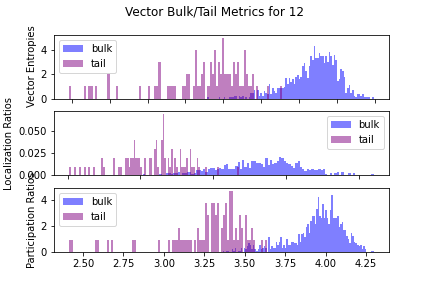 Vector Bulk/Tail Metrics for 12
Vector Entropies
4
2
0
bulk
tail
Localization Ratios
0.050
0.025
0.000
bulk
tail
Participation Ratios
4
2
0
bulk
tail
2.50 2.75 3.00 3.25 3.50 3.75 4.00 4.25